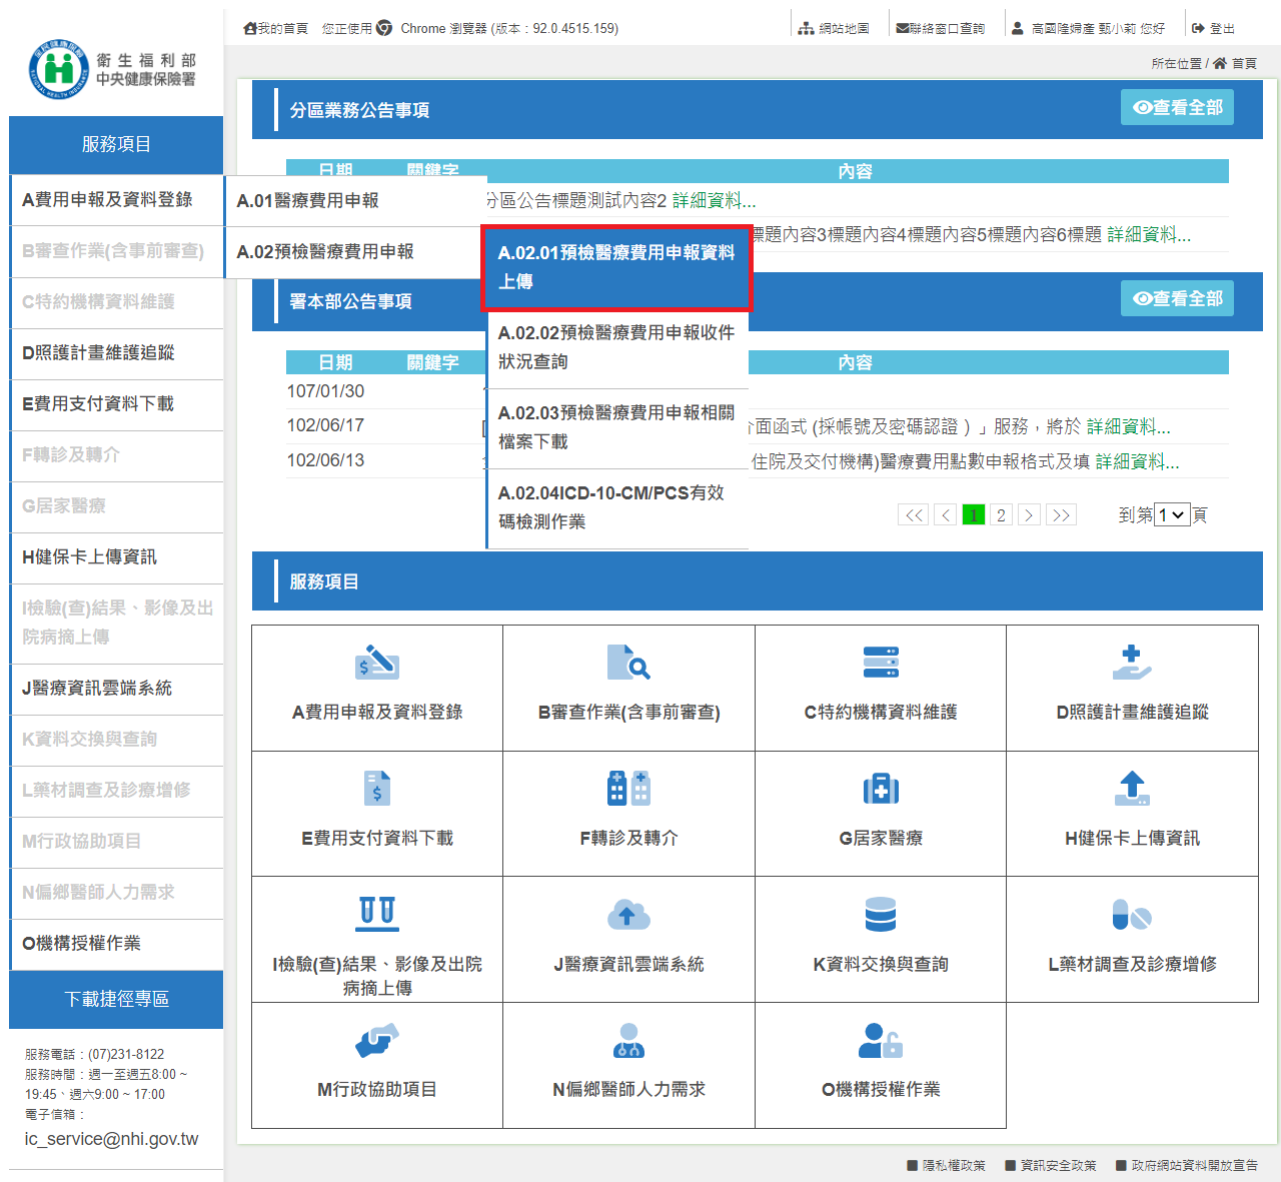 我的首頁 您正使用 Chrome 瀏覽器 (版本：92.0.4515.159)
網站地圖 聯絡窗口查詢 高國隆婦產 甄小莉 您好 登出
所在位置 / 首頁
衛生福利部
中央健康保險署
服務項目
A費用申報及資料登錄
B審查作業(含事前審查)
C特約機構資料維護
D照護計畫維護追蹤
E費用支付資料下載
F轉診及轉介
G居家醫療
H健保卡上傳資訊
I檢驗(查)結果、影像及出
院病摘上傳
J醫療資訊雲端系統
K資料交換與查詢
L藥材調查及診療增修
M行政協助項目
N偏鄉醫師人力需求
O機構授權作業
下載捷徑專區
服務電話：(07)231-8122
服務時間：週一至週五8:00 ~
19:45、週六9:00 ~ 17:00
電子信箱：
ic_service@nhi.gov.tw
A.01醫療費用申報
A.02預檢醫療費用申報
A.02.01預檢醫療費用申報資料
上傳
A.02.02預檢醫療費用申報收件
狀況查詢
A.02.03預檢醫療費用申報相關
檔案下載
A.02.04ICD-10-CM/PCS有效
碼檢測作業
分區業務公告事項 查看全部
日期 關鍵字 內容
分區公告標題測試內容2 詳細資料...
標題內容3標題內容4標題內容5標題內容6標題 詳細資料...
署本部公告事項 查看全部
日期 關鍵字 內容
107/01/30
102/06/17 面函式 (採帳號及密碼認證 ) 」服務，將於 詳細資料...
102/06/13 住院及交付機構)醫療費用點數申報格式及填 詳細資料...
<< < 1 2 > >> 到第 1 頁
服務項目
A費用申報及資料登錄
B審查作業(含事前審查)
C特約機構資料維護
D照護計畫維護追蹤
E費用支付資料下載
F轉診及轉介
G居家醫療
H健保卡上傳資訊
I檢驗(查)結果、影像及出院
病摘上傳
J醫療資訊雲端系統
K資料交換與查詢
L藥材調查及診療增修
M行政協助項目
N偏鄉醫師人力需求
O機構授權作業
隱私權政策 資訊安全政策 政府網站資料開放宣告